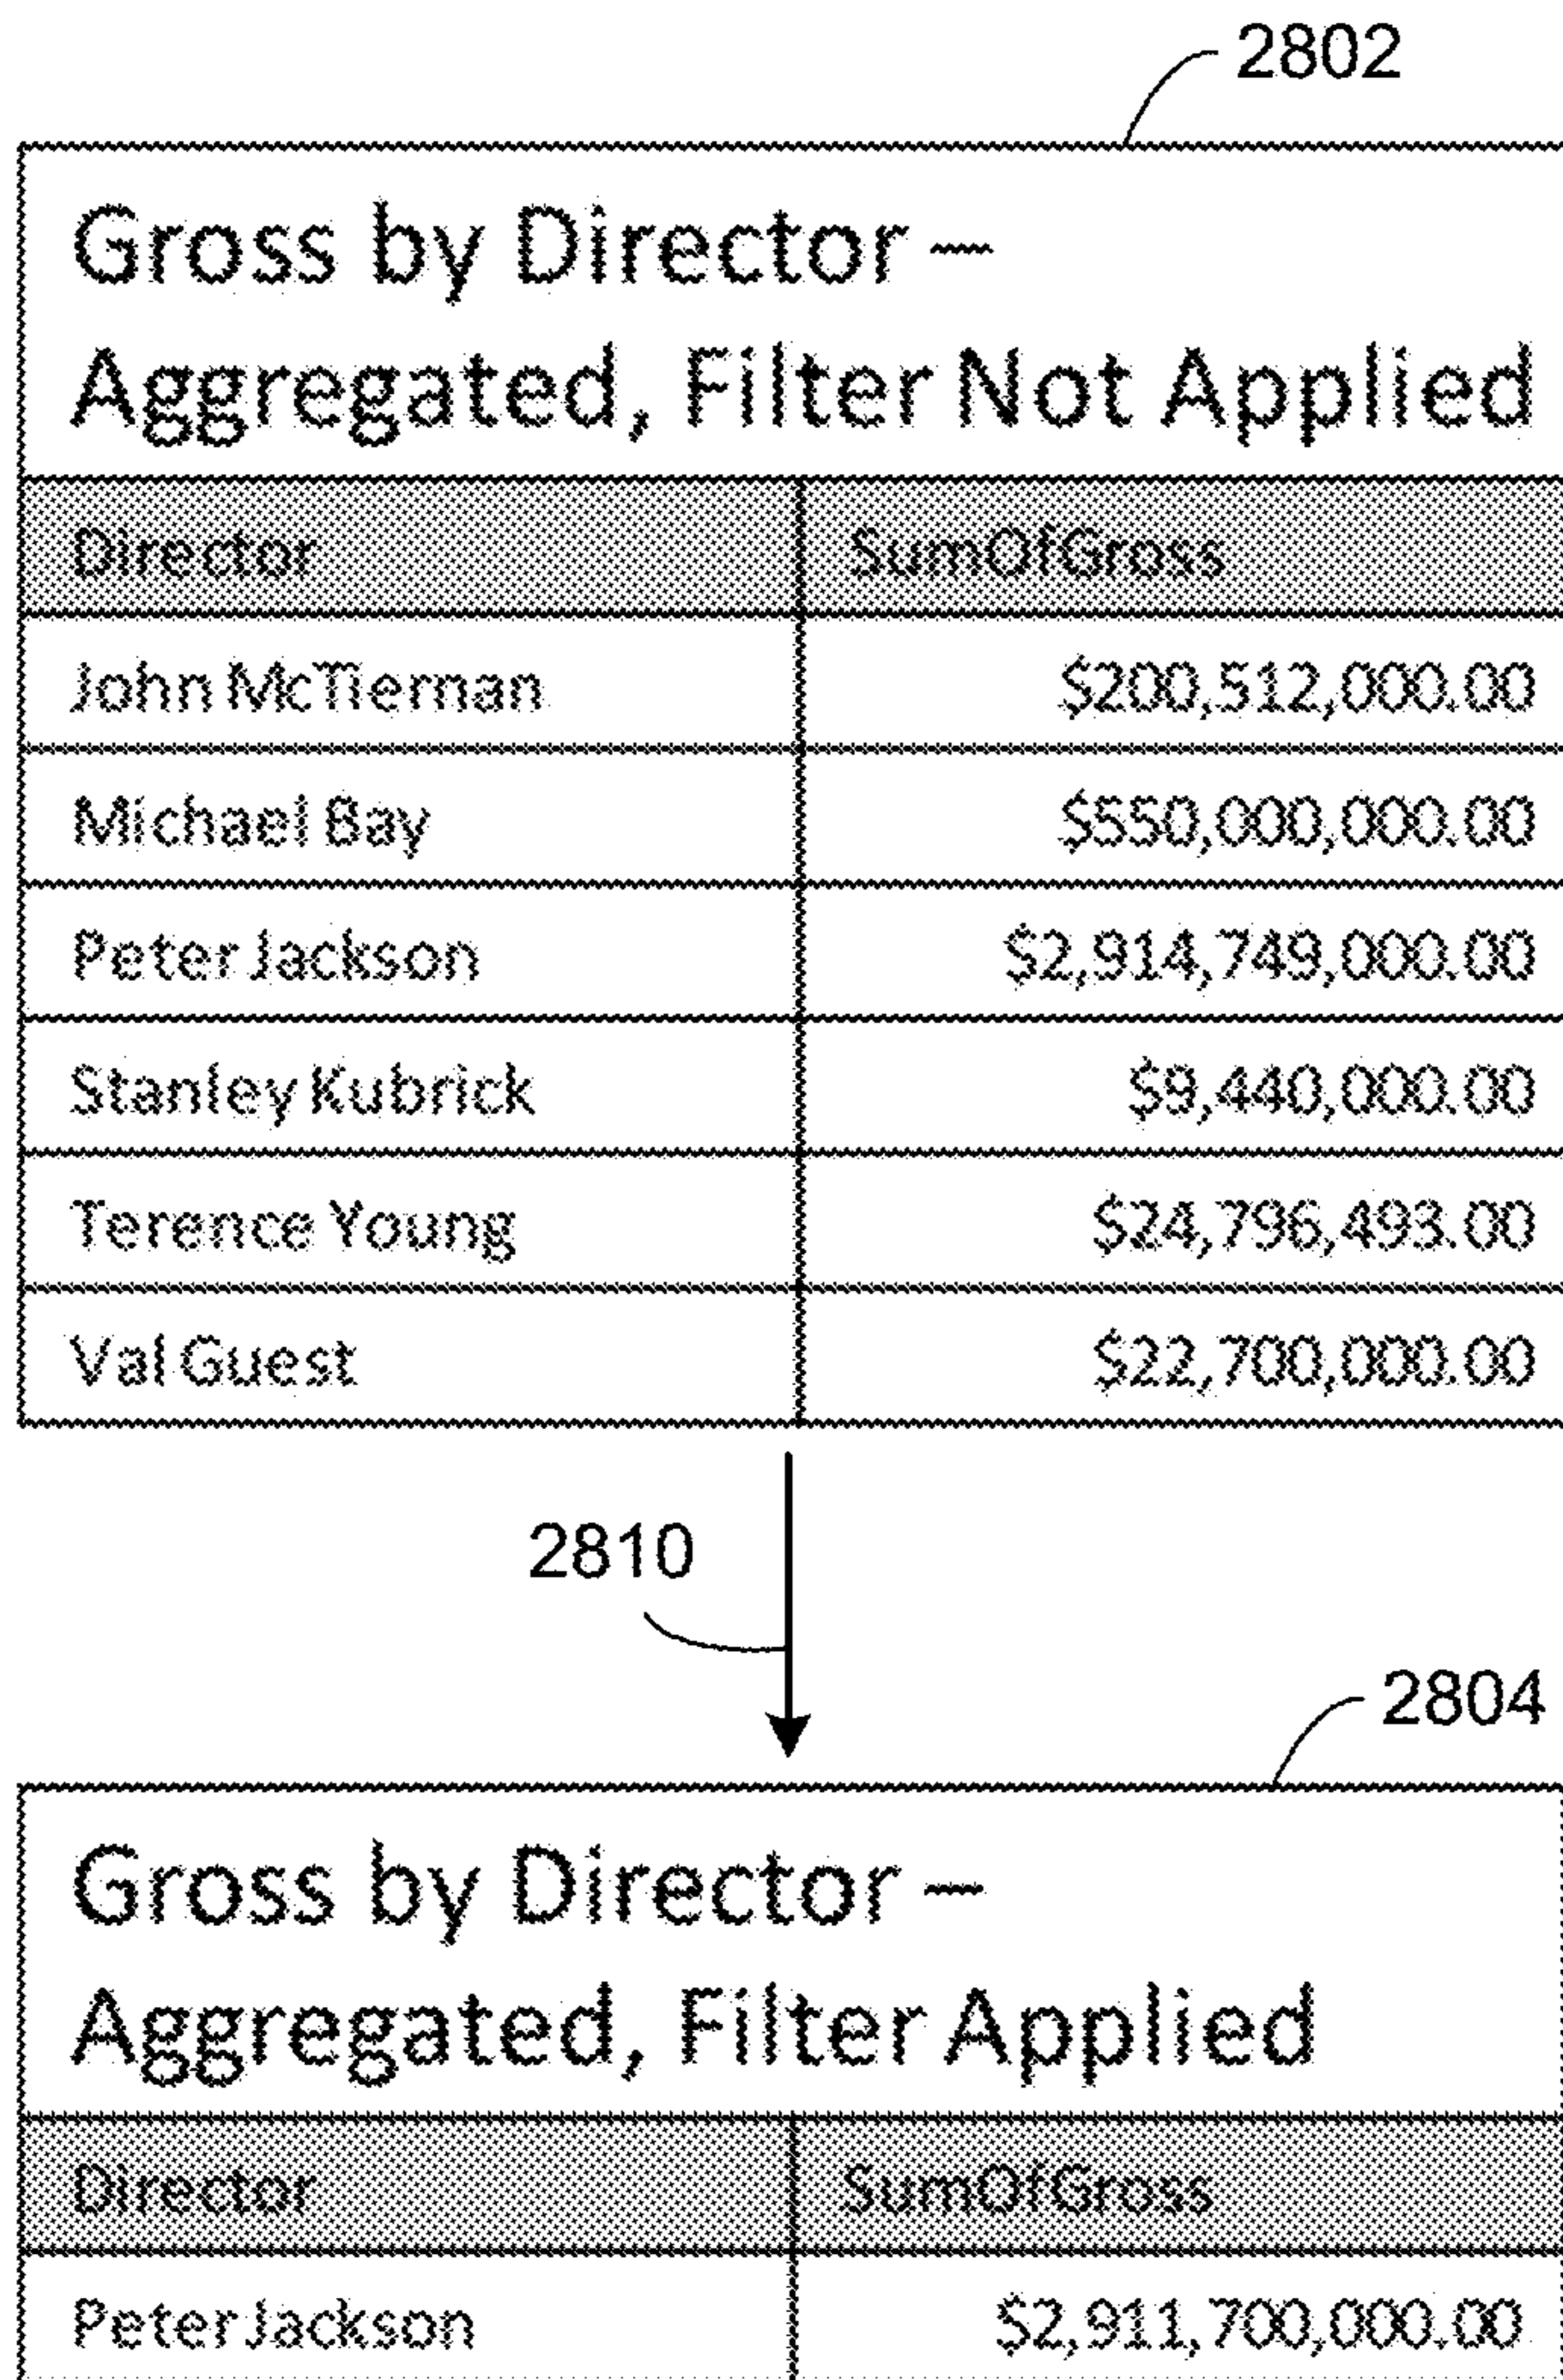 2802
Gross by Director –
Aggregated, Filter Not Applied
Director SumOfGross
John McTiernan $200,512,000.00
Michael Bay $550,000,000.00
Peter Jackson $2,914,749,000.00
Stanley Kubrick $9,440,000.00
Terence Young $24,796,493.00
Val Guest $22,700,000.00
2810
2804
Gross by Director –
Aggregated, Filter Applied
Director SumOfGross
Peter Jackson $2,911,700,000.00